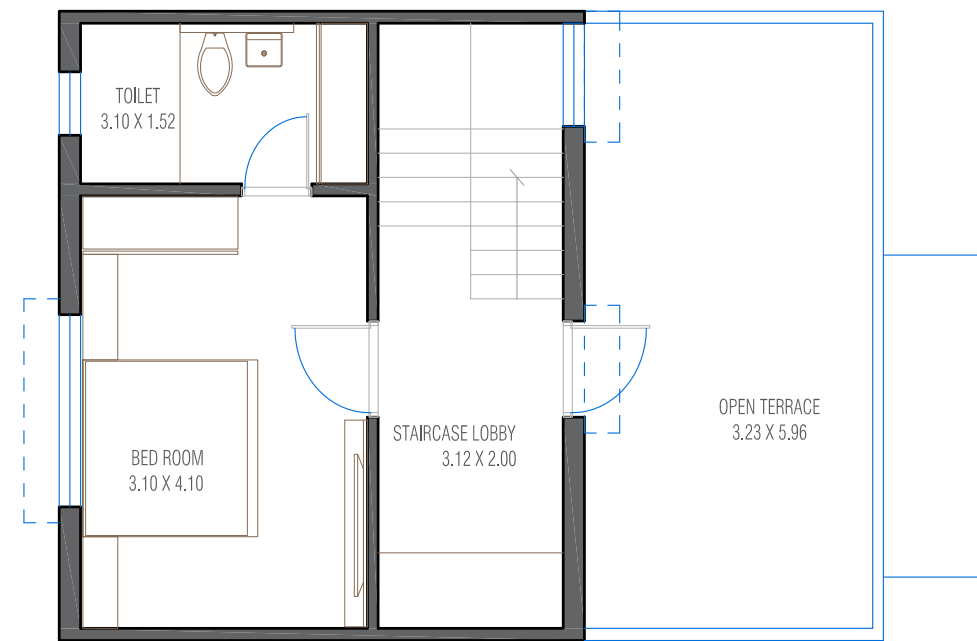 TOILET
3.10 X 1.52
BED ROOM
3.10 X 4.10
STAIRCASE LOBBY
3.12 X 2.00
OPEN TERRACE
3.23 X 5.96